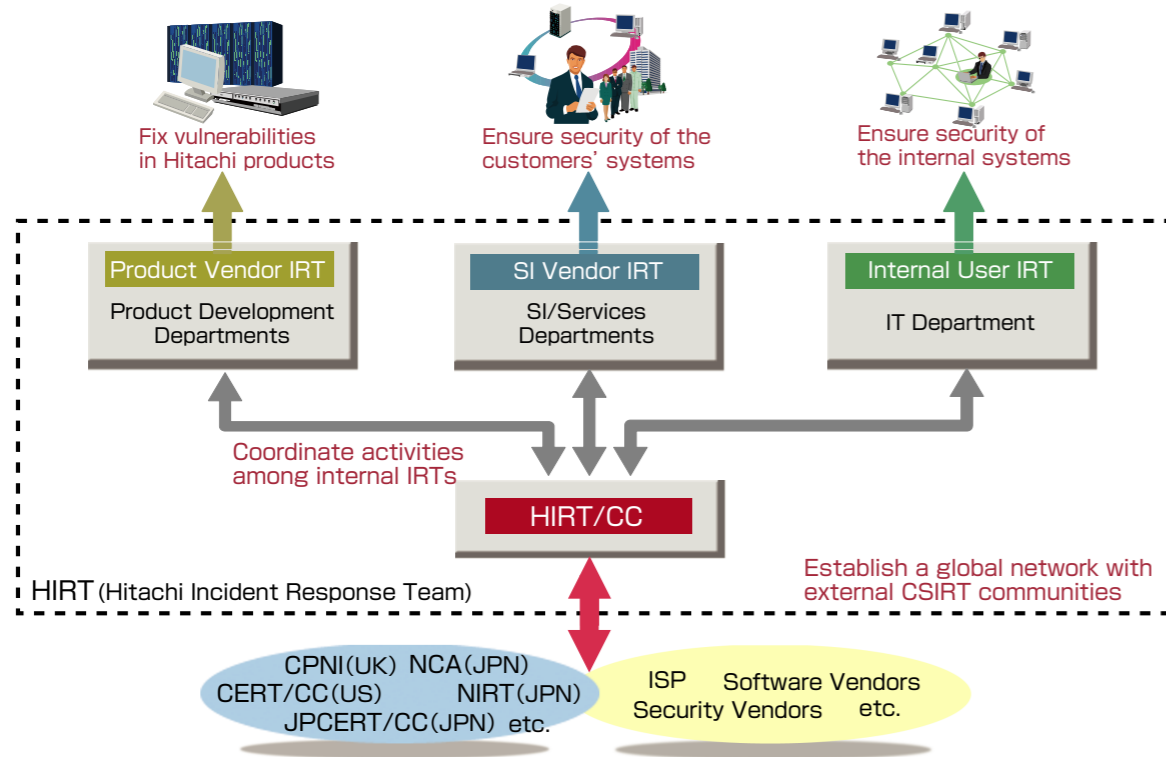 Fix vulnerabilities
in Hitachi products
Ensure security of the
customers’ systems
Ensure security of
the internal systems
Product Vendor IRT
Product Development
Departments
SI Vendor IRT
SI/Services
Departments
Internal User IRT
IT Department
Coordinate activities
among internal IRTs
HIRT/CC
HIRT (Hitachi Incident Response Team)
Establish a global network with
external CSIRT communities
CPNI(UK) NCA(JPN)
CERT/CC(US) NIRT(JPN)
JPCERT/CC(JPN) etc.
ISP Software Vendors
Security Vendors etc.